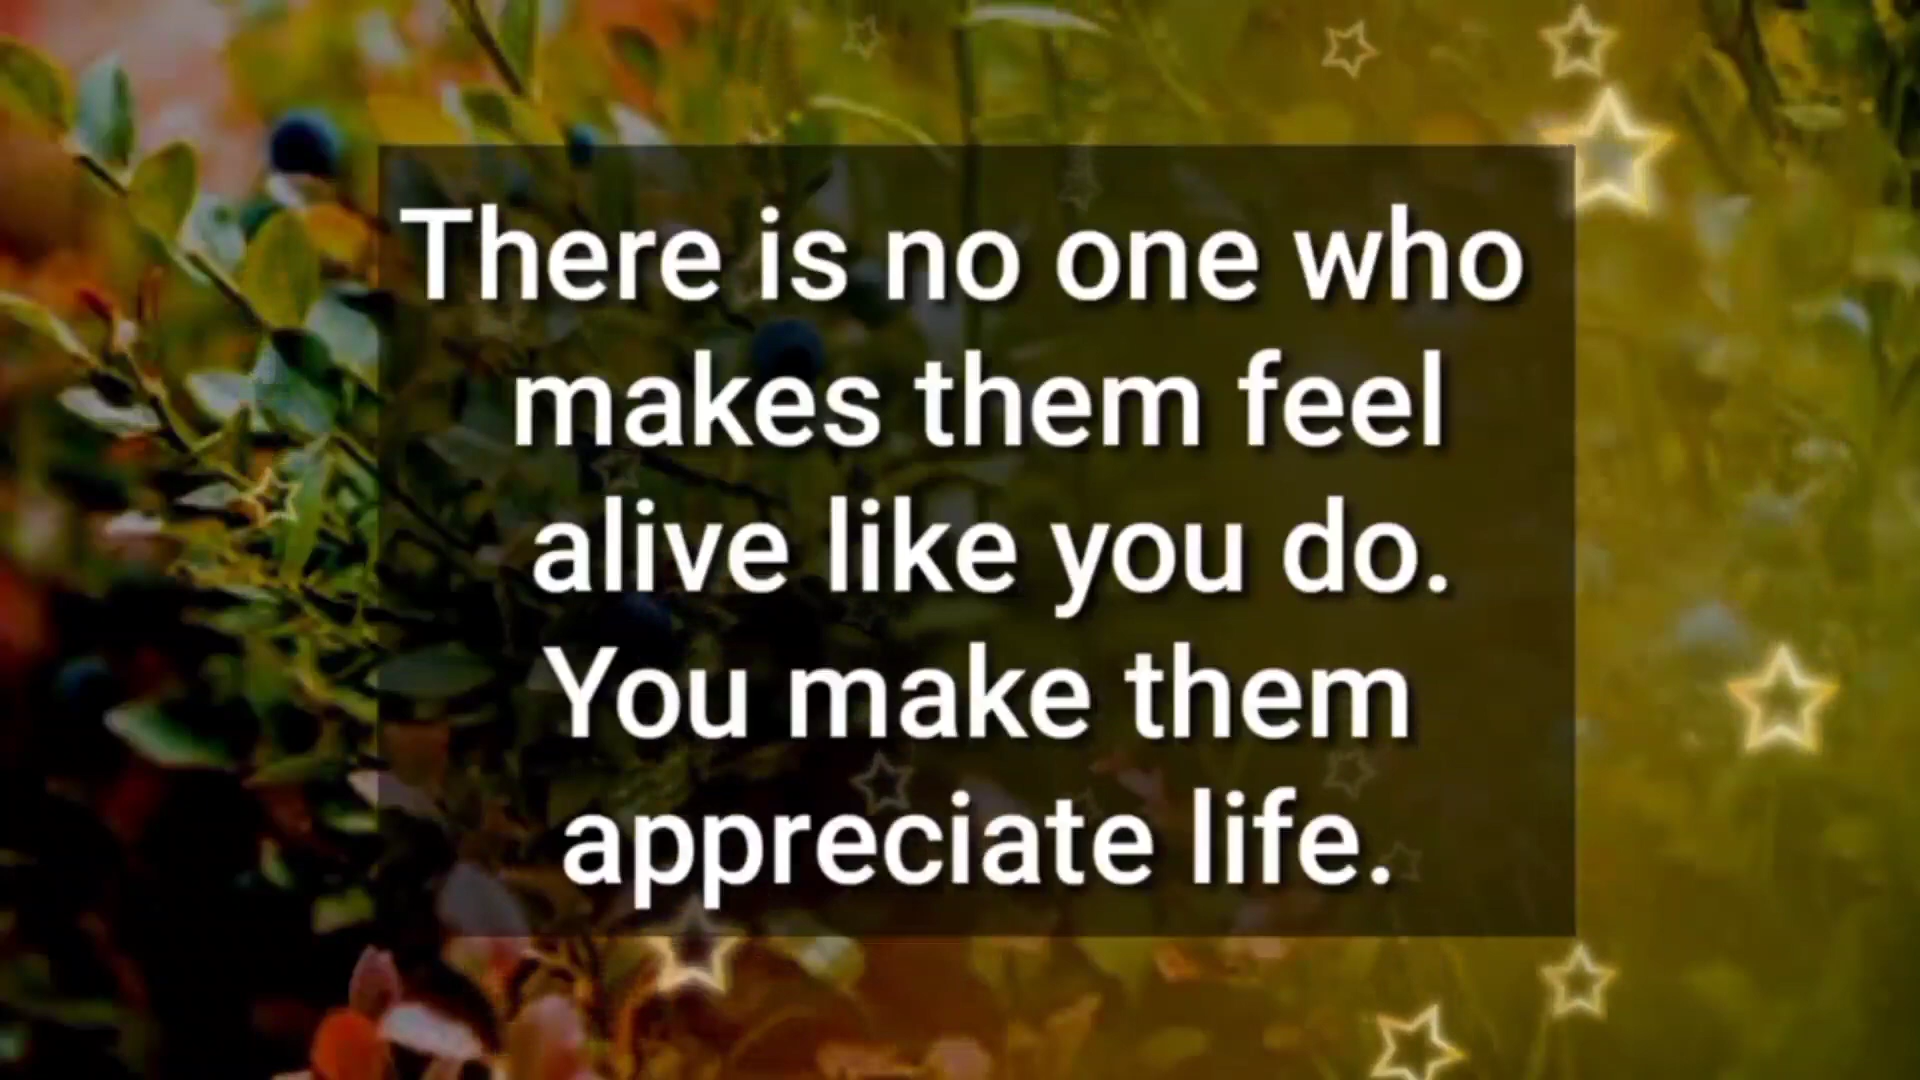 There is no one who
makes them feel
alive like you do.
You make them
appreciate life.